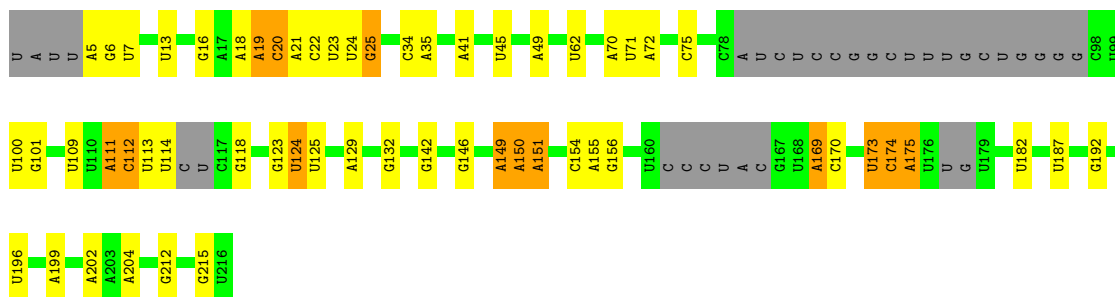 U A U U A5 G6 U7 U13 G16 A17 A18 A19 C20 A21 C22 U23 U24 G25 C34 A35 A41 U45 A49 U62 A70 U71 A72 C75 C78 A U C U C C G G C U U U U G C U G G G G C98 U99
U100 G101 U109 U110 A111 C112 U113 U114 C U C117 G118 G123 U124 U125 A129 G132 G142 G146 A149 A150 A151 C154 A155 G156 U160 C C C U A C G167 U168 A169 C170 U173 C174 A175 U176 U G U179 U182 U187 G192
U196 A199 A202 A203 A204 G212 G215 U216